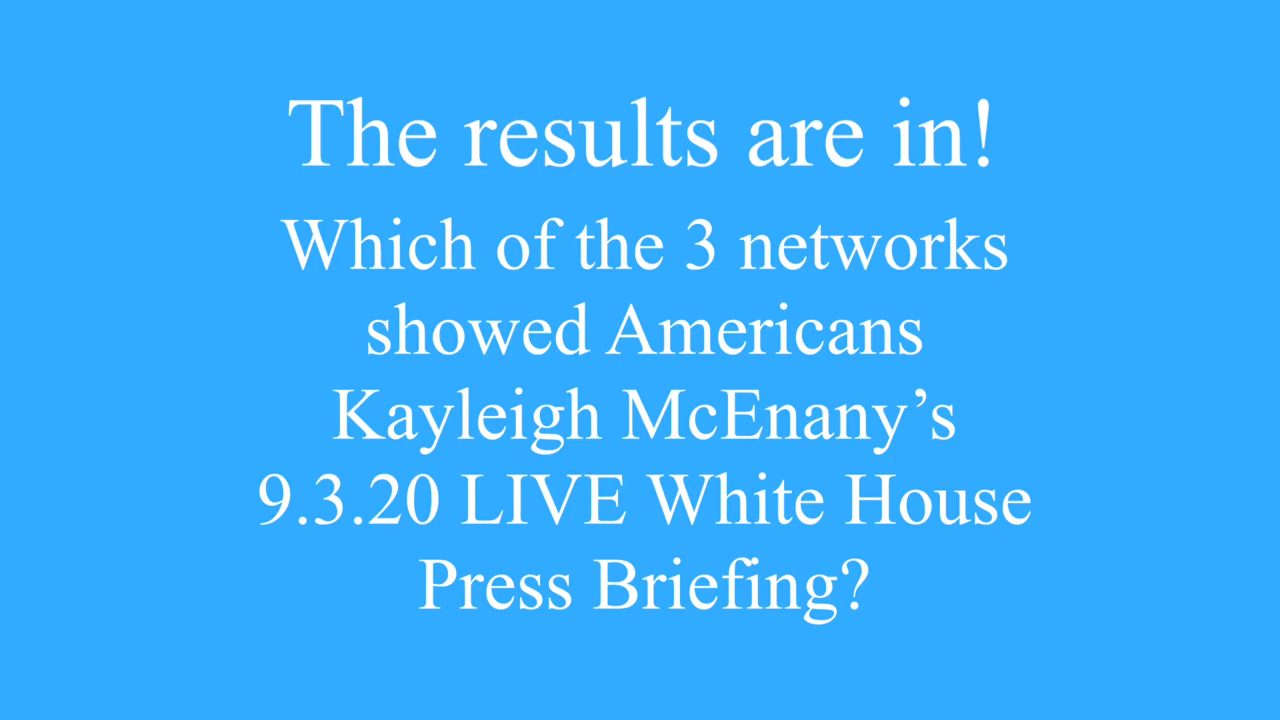 The results are in!
Which of the 3 networks
showed Americans
Kayleigh McEnany’s
9.3.20 LIVE White House
Press Briefing?